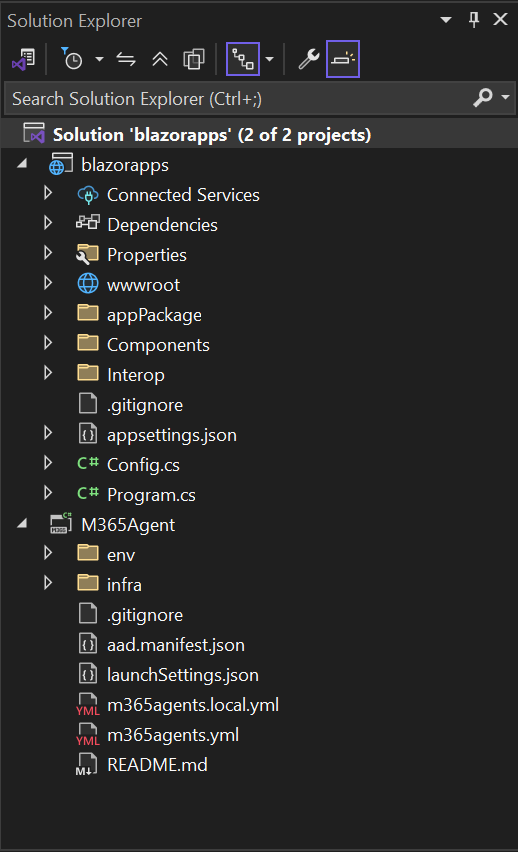 Solution Explorer
Search Solution Explorer (Ctrl+;)
Solution 'blazorapps' (2 of 2 projects)
blazorapps
Connected Services
Dependencies
Properties
wwwroot
appPackage
Components
Interop
.gitignore
appsettings.json
C# Config.cs
C# Program.cs
M365Agent
env
infra
.gitignore
aad.manifest.json
launchSettings.json
YML m365agents.local.yml
YML m365agents.yml
M↓ README.md